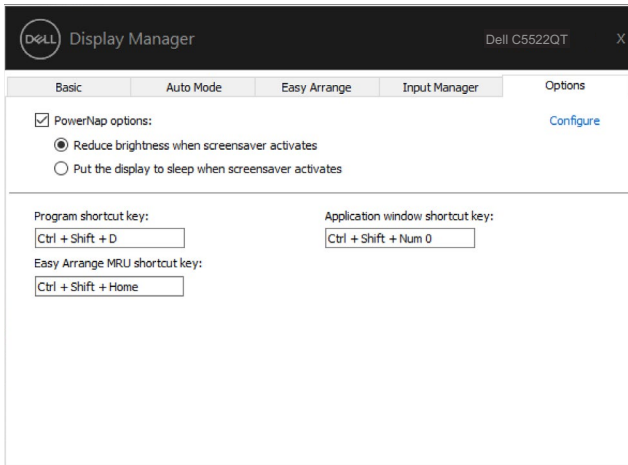 DELL Display Manager
Dell C5522QT X
Basic Auto Mode Easy Arrange Input Manager Options
PowerNap options: Configure
Reduce brightness when screensaver activates
Put the display to sleep when screensaver activates
Program shortcut key: Application window shortcut key:
Ctrl + Shift + D Ctrl + Shift + Num 0
Easy Arrange MRU shortcut key:
Ctrl + Shift + Home